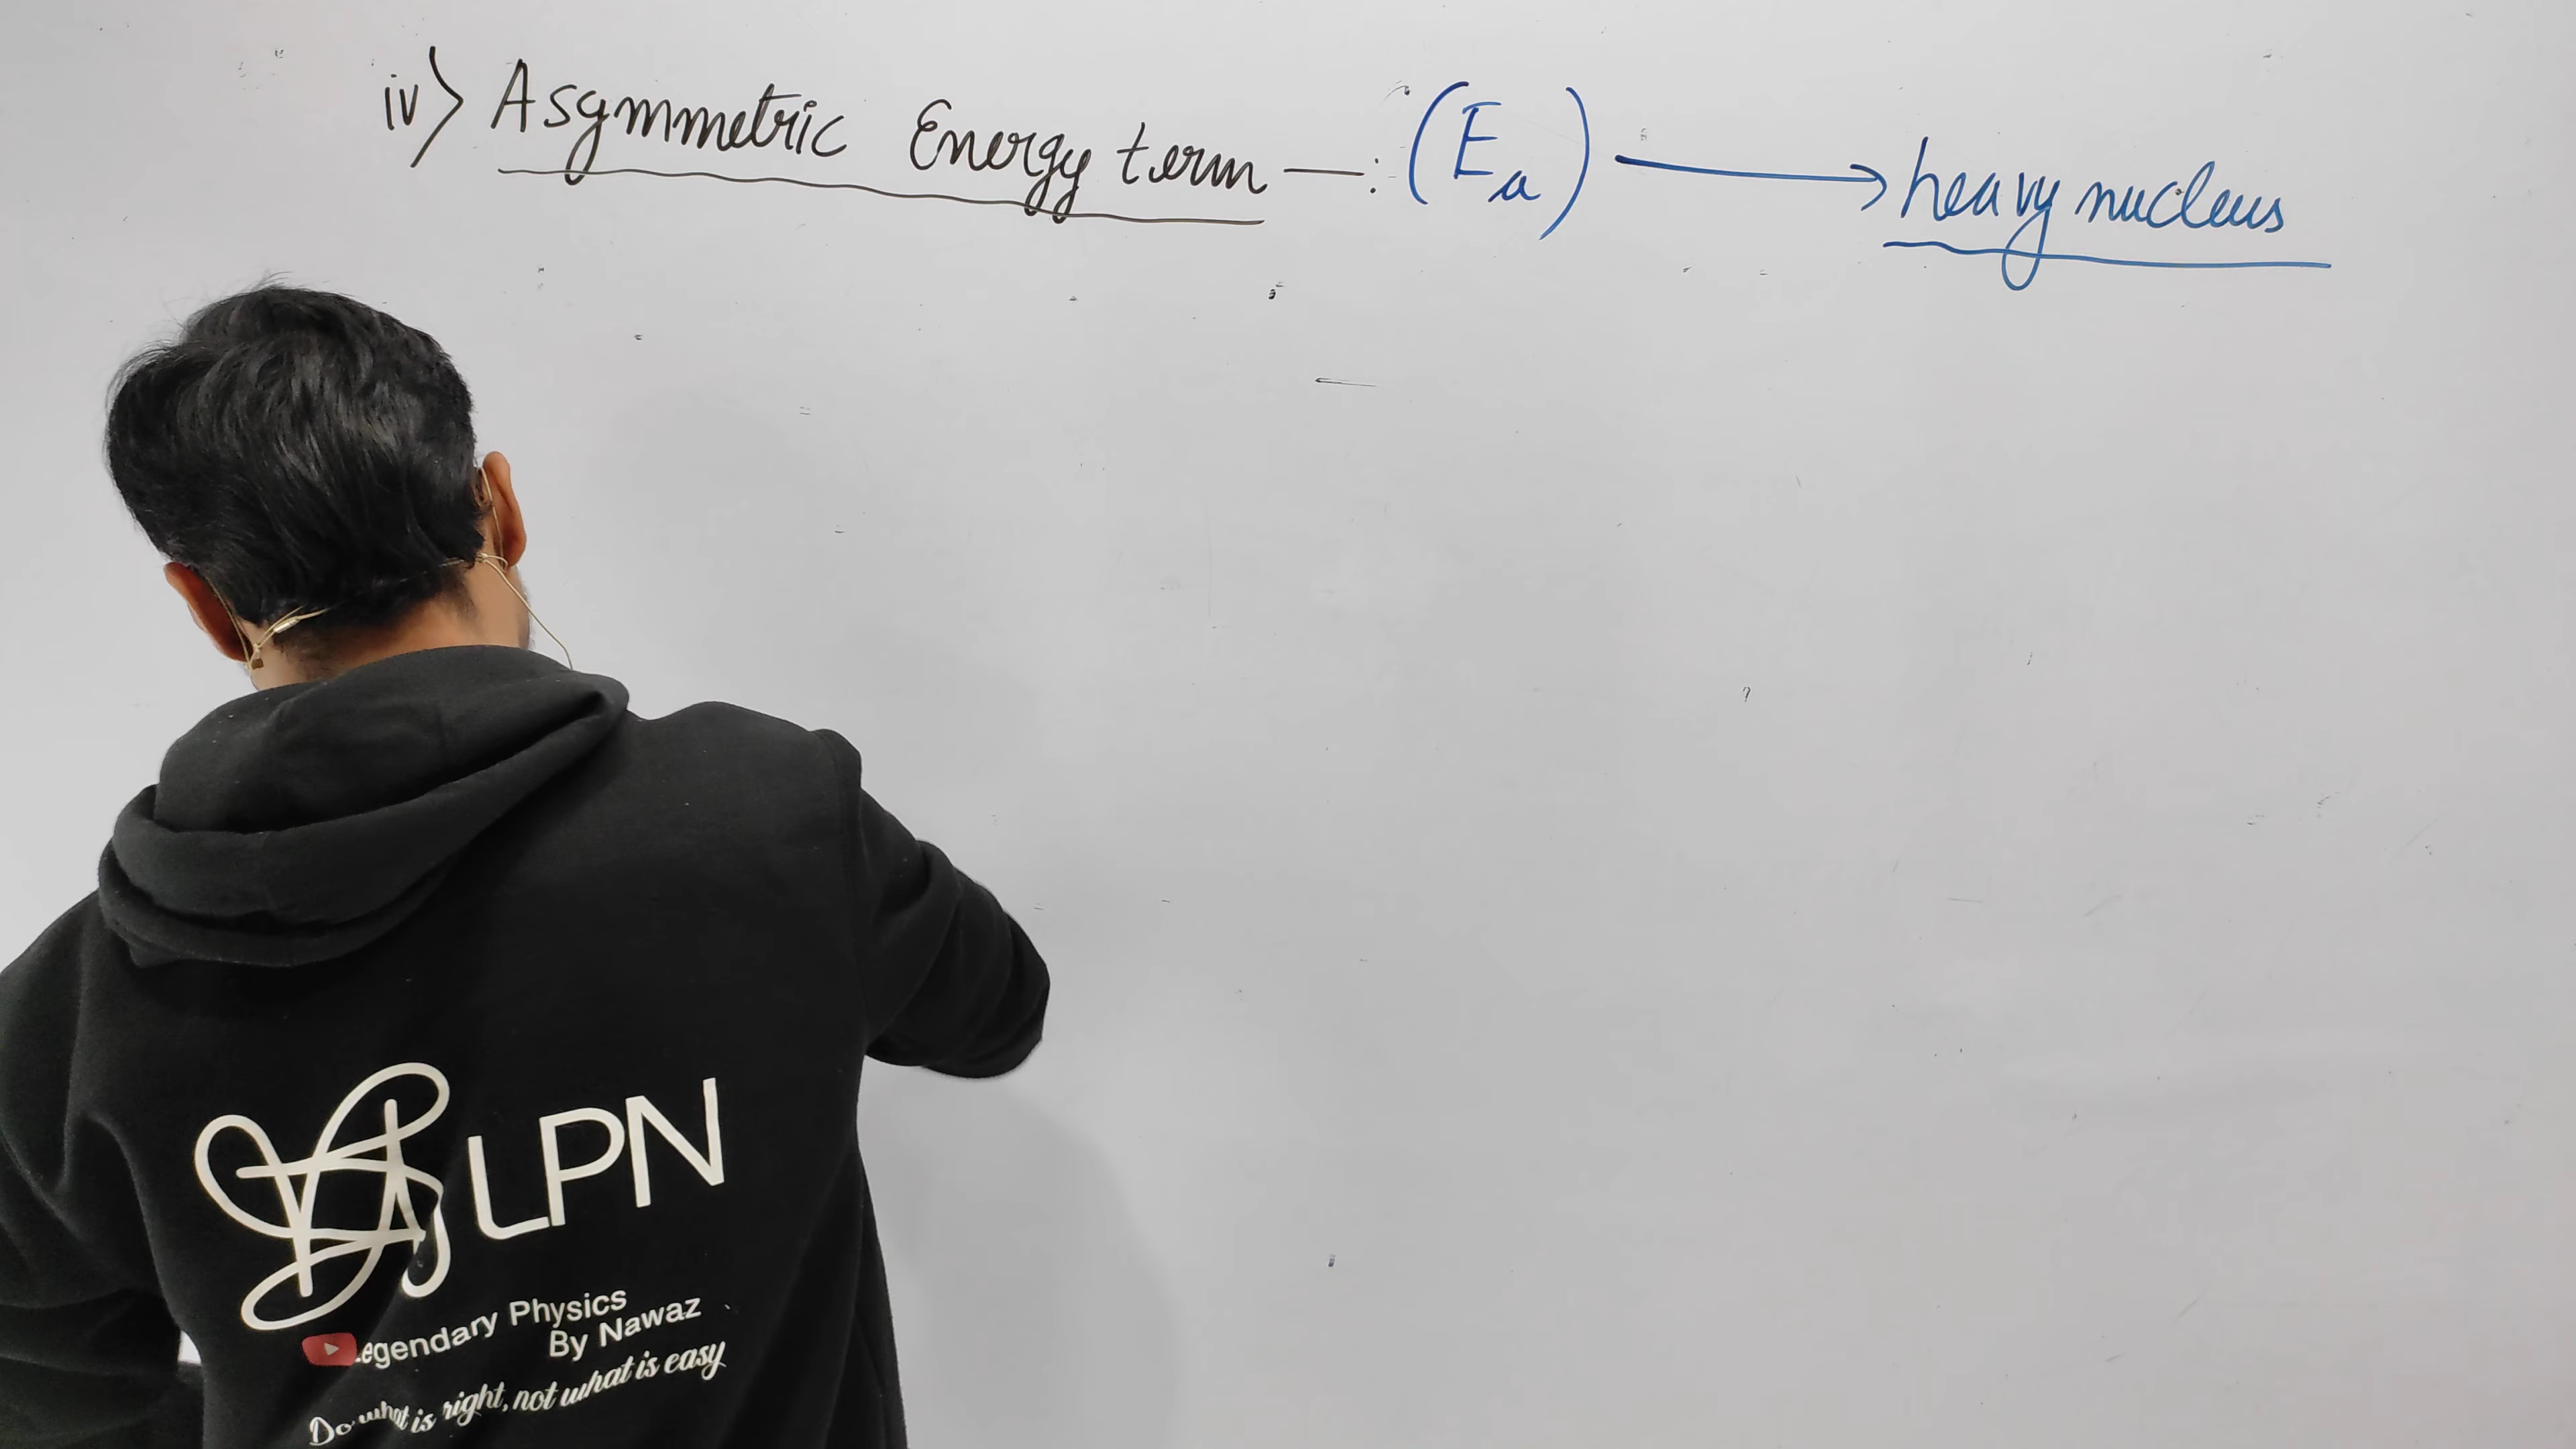 iv) Asymmetric Energy term —: (Ea) → heavy nucleus
LPN
Legendary Physics
By Nawaz
Do what is right, not what is easy